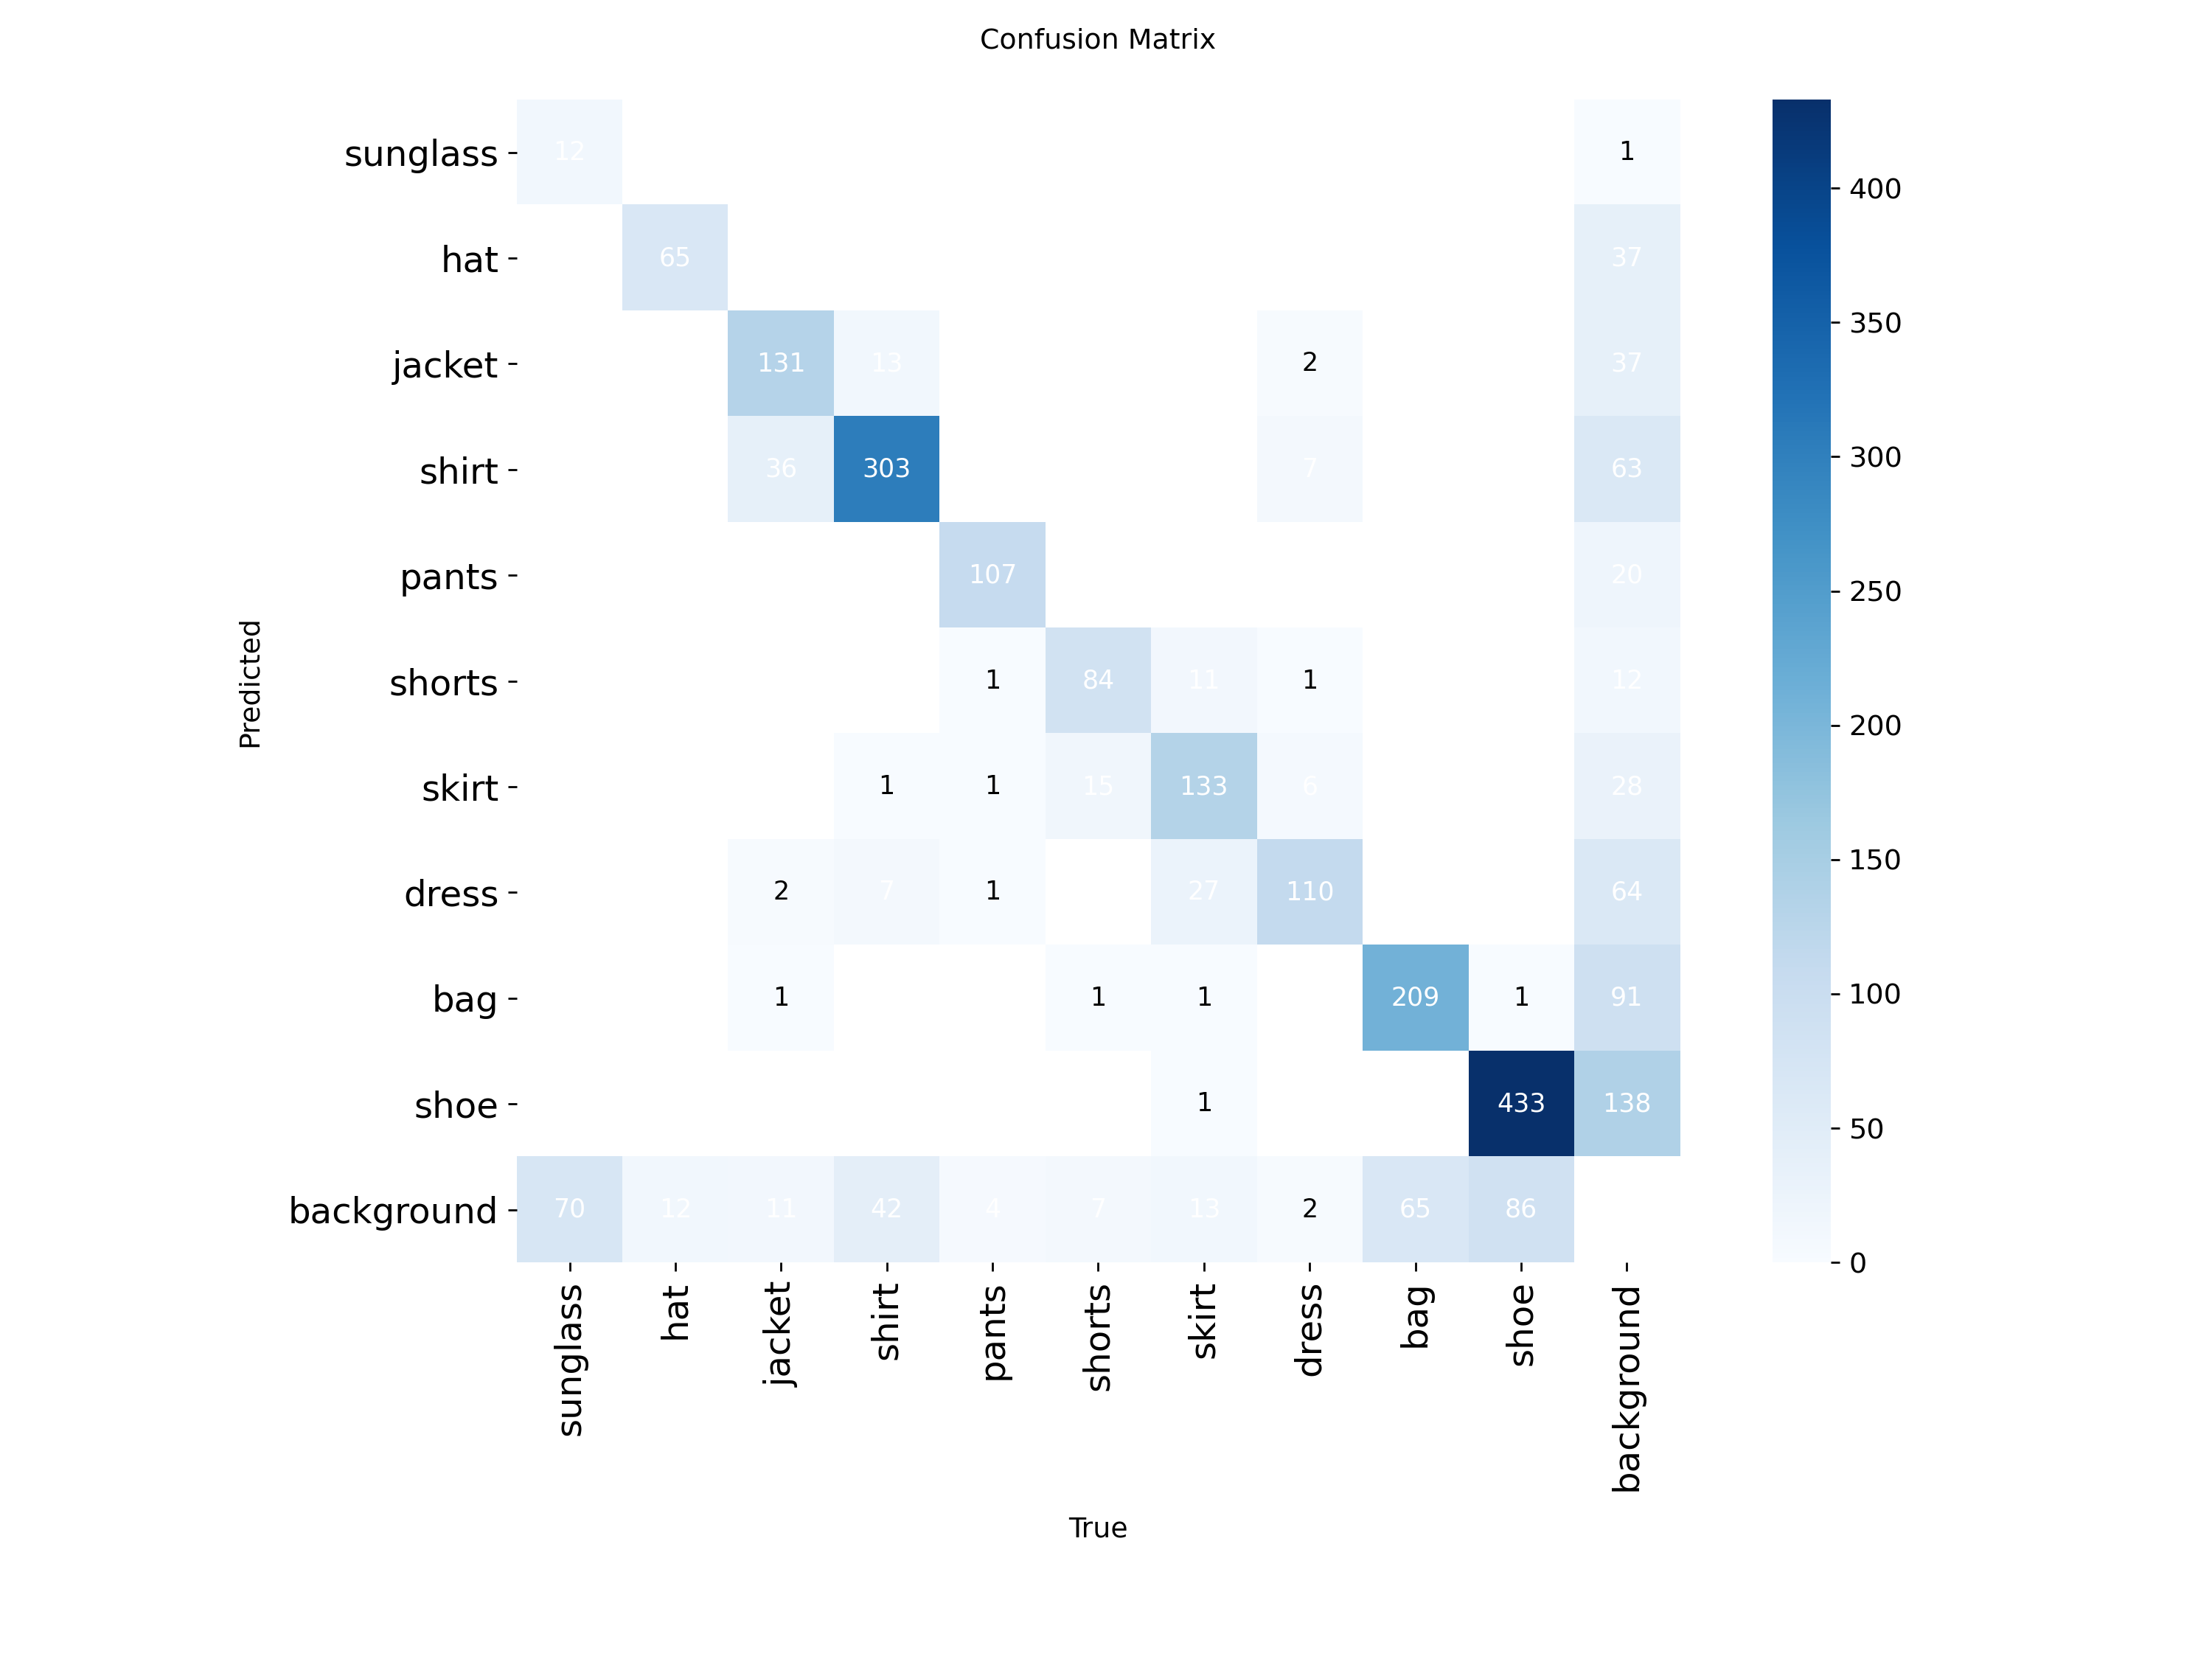 Confusion Matrix
sunglass 12 1
hat 65 37
jacket 131 13 2 37
shirt 36 303 7 63
pants 107 20
shorts 1 84 11 1 12
skirt 1 1 15 133 6 28
dress 2 7 1 27 110 64
bag 1 1 1 209 1 91
shoe 1 433 138
background 70 12 11 42 4 7 13 2 65 86
Predicted
sunglass hat jacket shirt pants shorts skirt dress bag shoe background
True
400
350
300
250
200
150
100
50
0